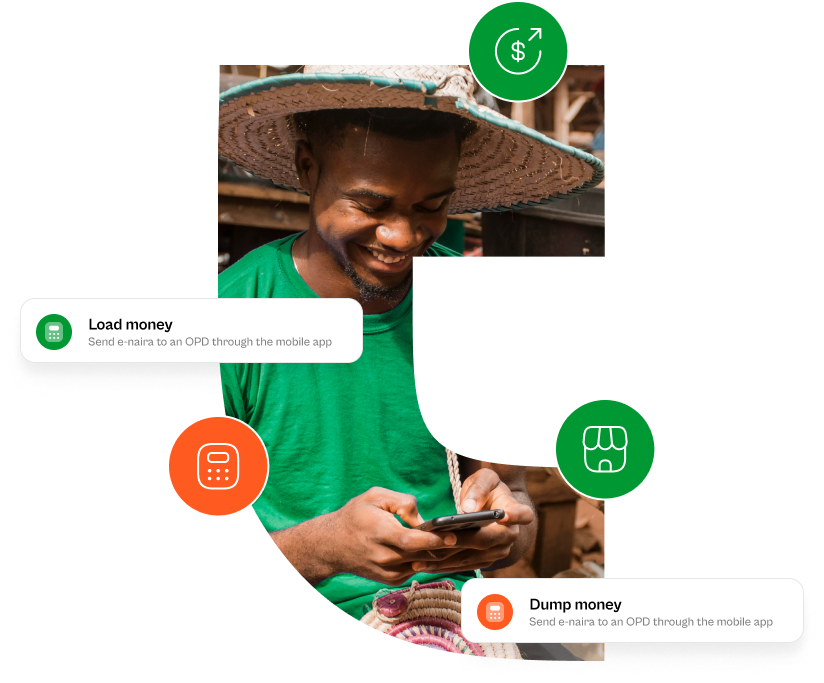 $
Load money
Send e-naira to an OPD through the mobile app
Dump money
Send e-naira to an OPD through the mobile app